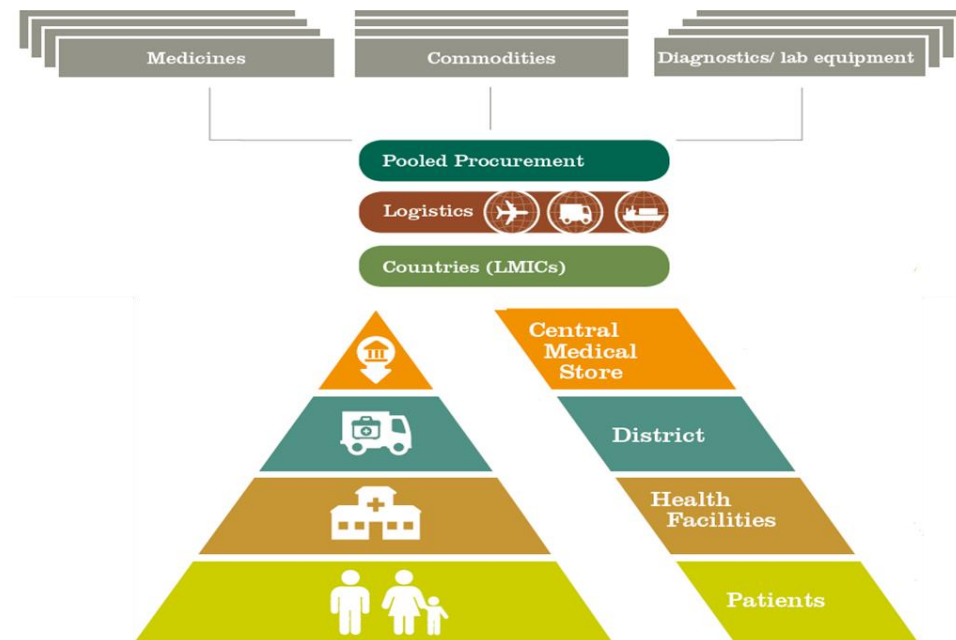 Medicines
Commodities
Diagnostics/ lab equipment
Pooled Procurement
Logistics
Countries (LMICs)
Central
Medical
Store
District
Health
Facilities
Patients